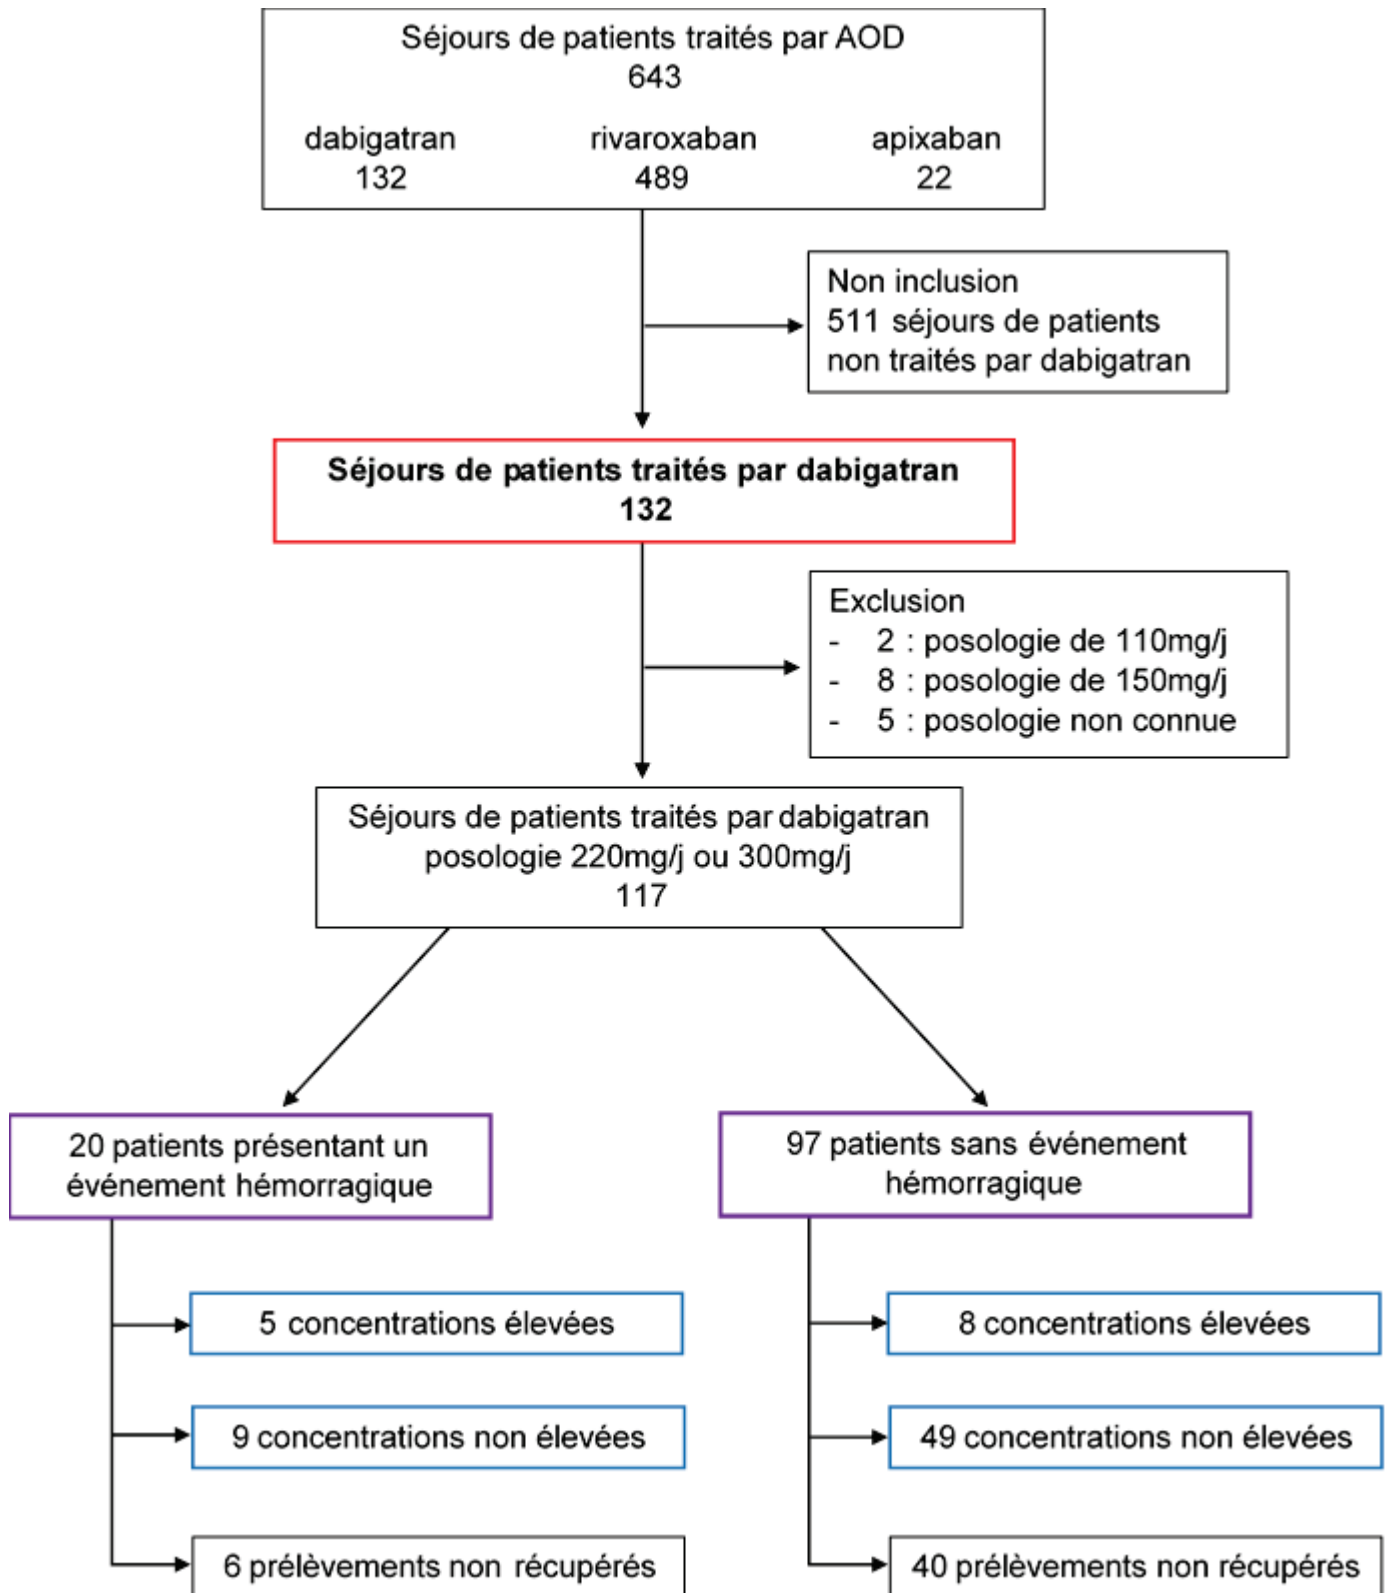 Séjours de patients traités par AOD
643
dabigatran rivaroxaban apixaban
132 489 22
Non inclusion
511 séjours de patients
non traités par dabigatran
Séjours de patients traités par dabigatran
132
Exclusion
- 2 : posologie de 110mg/j
- 8 : posologie de 150mg/j
- 5 : posologie non connue
Séjours de patients traités par dabigatran
posologie 220mg/j ou 300mg/j
117
20 patients présentant un
événement hémorragique
97 patients sans événement
hémorragique
5 concentrations élevées
8 concentrations élevées
9 concentrations non élevées
49 concentrations non élevées
6 prélèvements non récupérés
40 prélèvements non récupérés